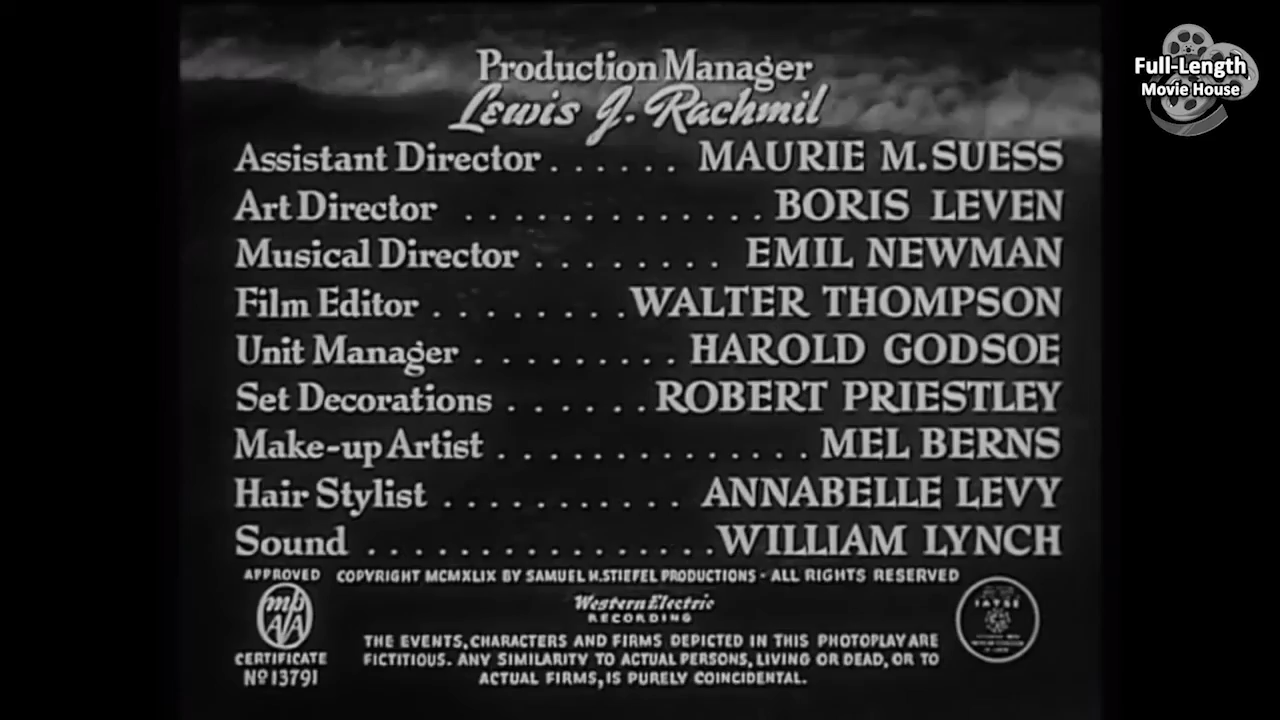 Full-Length
Movie House
Production Manager
Lewis J. Rachmil
Assistant Director . . . . . . MAURIE M. SUESS
Art Director . . . . . . . . . . . . . BORIS LEVEN
Musical Director . . . . . . . . EMIL NEWMAN
Film Editor . . . . . . . . . WALTER THOMPSON
Unit Manager . . . . . . . . . HAROLD GODSOE
Set Decorations . . . . . . ROBERT PRIESTLEY
Make-up Artist . . . . . . . . . . . . . . MEL BERNS
Hair Stylist . . . . . . . . . . . ANNABELLE LEVY
Sound . . . . . . . . . . . . . . . . WILLIAM LYNCH
APPROVED COPYRIGHT MCMXLIX BY SAMUEL H. STIEFEL PRODUCTIONS - ALL RIGHTS RESERVED
MPAA
Western Electric
RECORDING
IATSE
THE EVENTS, CHARACTERS AND FIRMS DEPICTED IN THIS PHOTOPLAY ARE
CERTIFICATE FICTITIOUS. ANY SIMILARITY TO ACTUAL PERSONS, LIVING OR DEAD, OR TO
Nº 13791 ACTUAL FIRMS, IS PURELY COINCIDENTAL.